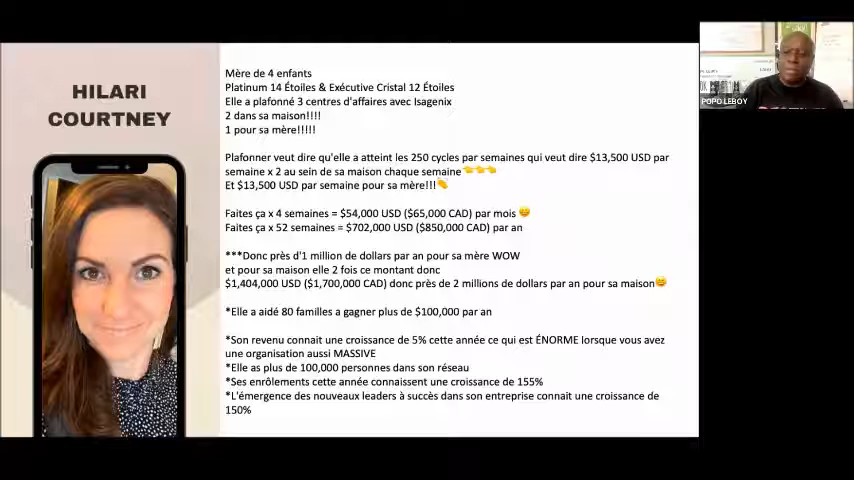 HILARI
COURTNEY
Mère de 4 enfants
Platinum 14 Étoiles & Exécutive Cristal 12 Étoiles
Elle a plafonné 3 centres d'affaires avec Isagenix
2 dans sa maison!!!!
1 pour sa mère!!!!!
Plafonner veut dire qu'elle a atteint les 250 cycles par semaines qui veut dire $13,500 USD par
semaine x 2 au sein de sa maison chaque semaine👈👈👈
Et $13,500 USD par semaine pour sa mère!!!👈
Faites ça x 4 semaines = $54,000 USD ($65,000 CAD) par mois 😄
Faites ça x 52 semaines = $702,000 USD ($850,000 CAD) par an
***Donc près d'1 million de dollars par an pour sa mère WOW
et pour sa maison elle 2 fois ce montant donc
$1,404,000 USD ($1,700,000 CAD) donc près de 2 millions de dollars par an pour sa maison😄
*Elle a aidé 80 familles a gagner plus de $100,000 par an
*Son revenu connait une croissance de 5% cette année ce qui est ÉNORME lorsque vous avez
une organisation aussi MASSIVE
*Elle as plus de 100,000 personnes dans son réseau
*Ses enrôlements cette année connaissent une croissance de 155%
*L'émergence des nouveaux leaders à succès dans son entreprise connait une croissance de
150%
POPO LEBOY